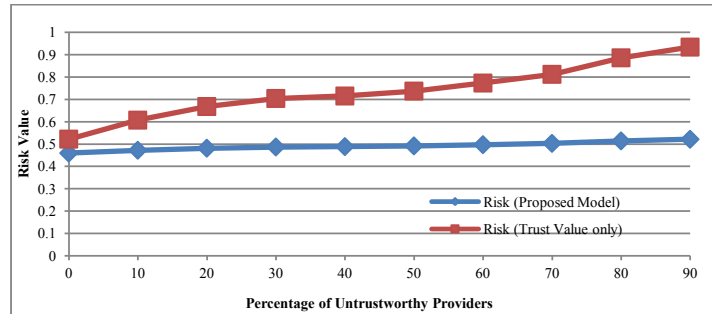 1
0.9
0.8
0.7
0.6
0.5
0.4
0.3
0.2
0.1
0
Risk Value
Risk (Proposed Model)
Risk (Trust Value only)
0 10 20 30 40 50 60 70 80 90
Percentage of Untrustworthy Providers